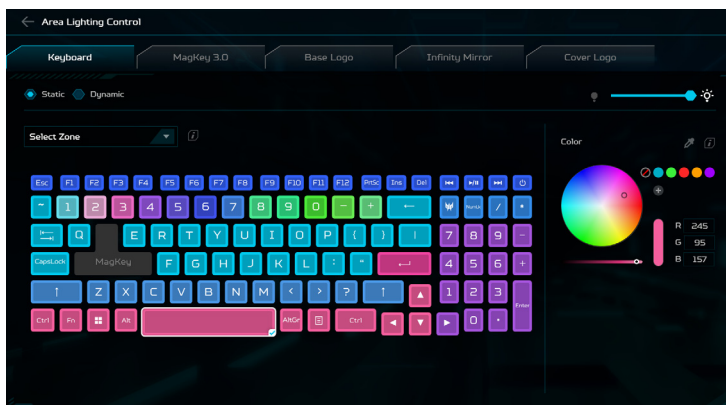 Area Lighting Control
Keyboard MagKey 3.0 Base Logo Infinity Mirror Cover Logo
Static Dynamic
Select Zone
Color
Esc F1 F2 F3 F4 F5 F6 F7 F8 F9 F10 F11 F12 PrtSc Ins Del
~ 1 2 3 4 5 6 7 8 9 0 - + ← NumLk / *
Q E R T Y U I O P { } | 7 8 9 -
CapsLock MagKey F G H J K L : " 4 5 6 +
Z X C V B N M < > ? 1 2 3
Enter
Ctrl Fn Alt AltGr Ctrl 0 .
R 245
G 95
B 157